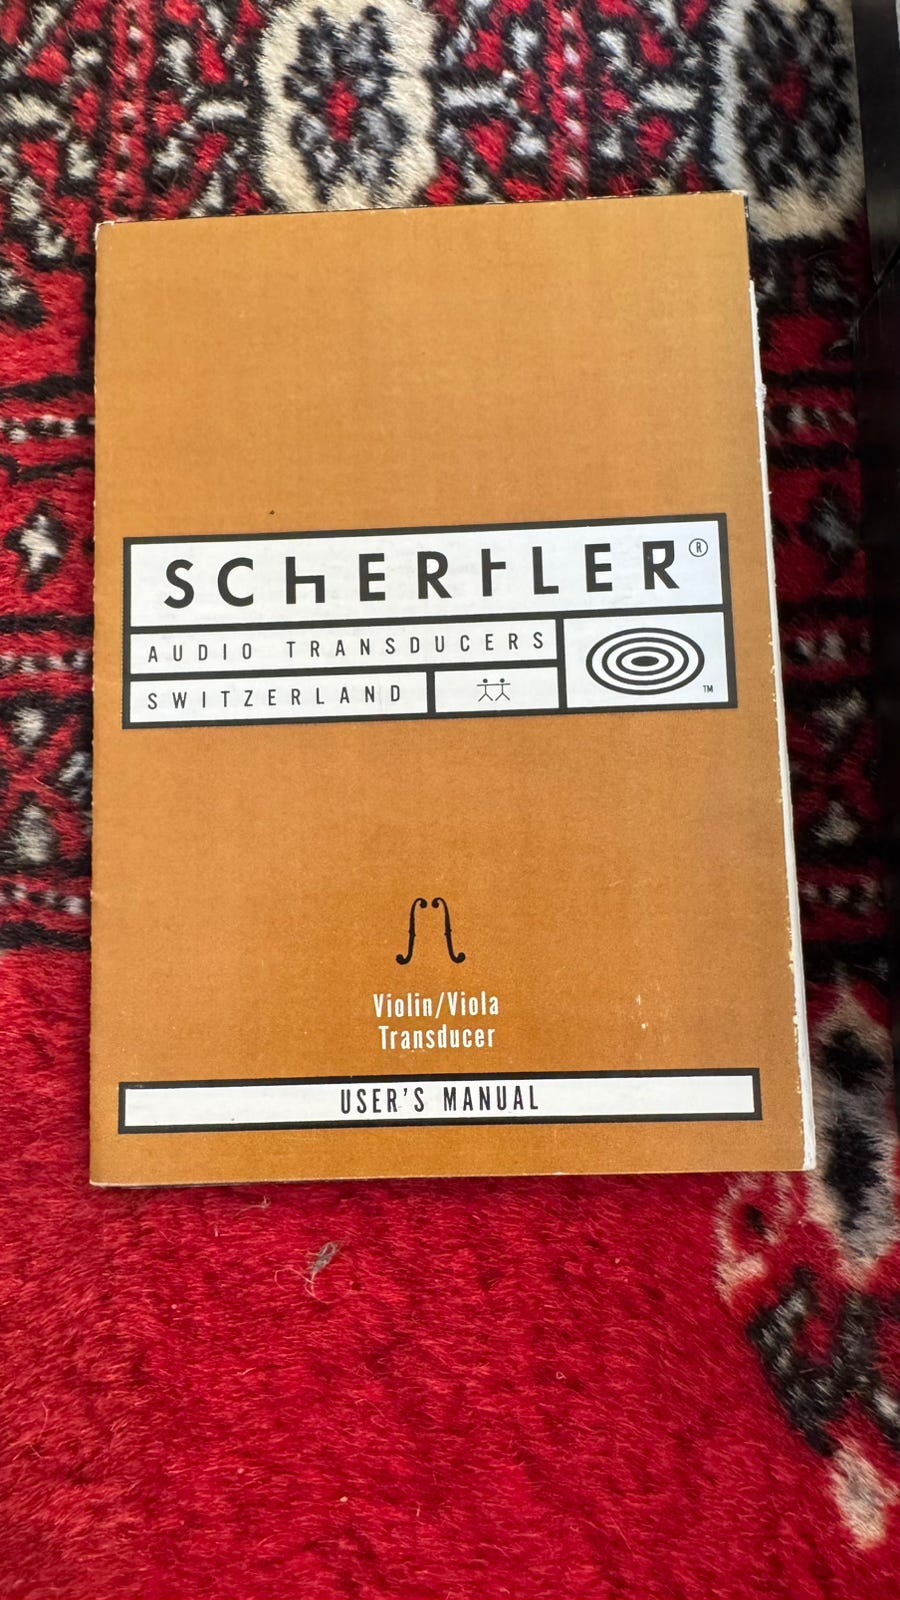 SCHERTLER®
AUDIO TRANSDUCERS
SWITZERLAND
™
Violin/Viola
Transducer
USER'S MANUAL